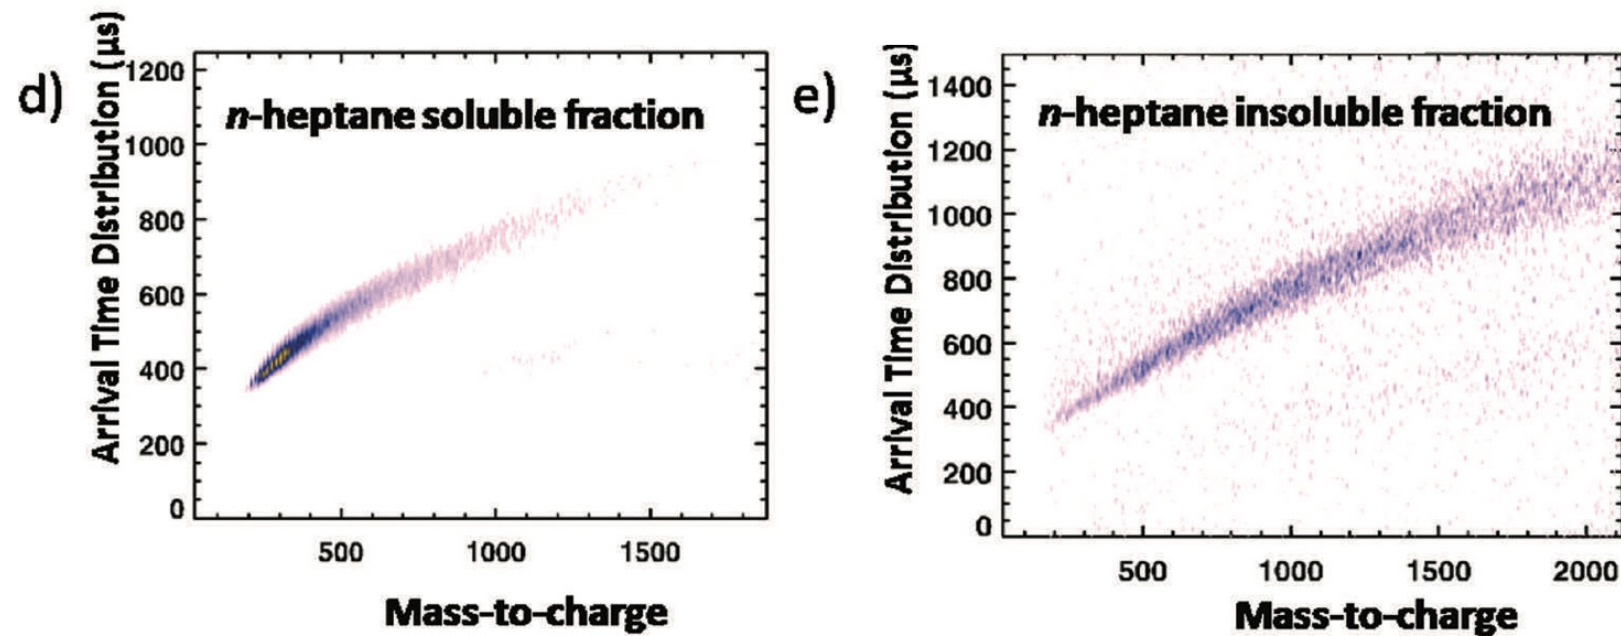 d)
Arrival Time Distribution (µs)
1200
1000
800
600
400
200
0
n-heptane soluble fraction
500
1000
1500
Mass-to-charge
e)
Arrival Time Distribution (µs)
1400
1200
1000
800
600
400
200
0
n-heptane insoluble fraction
500
1000
1500
2000
Mass-to-charge